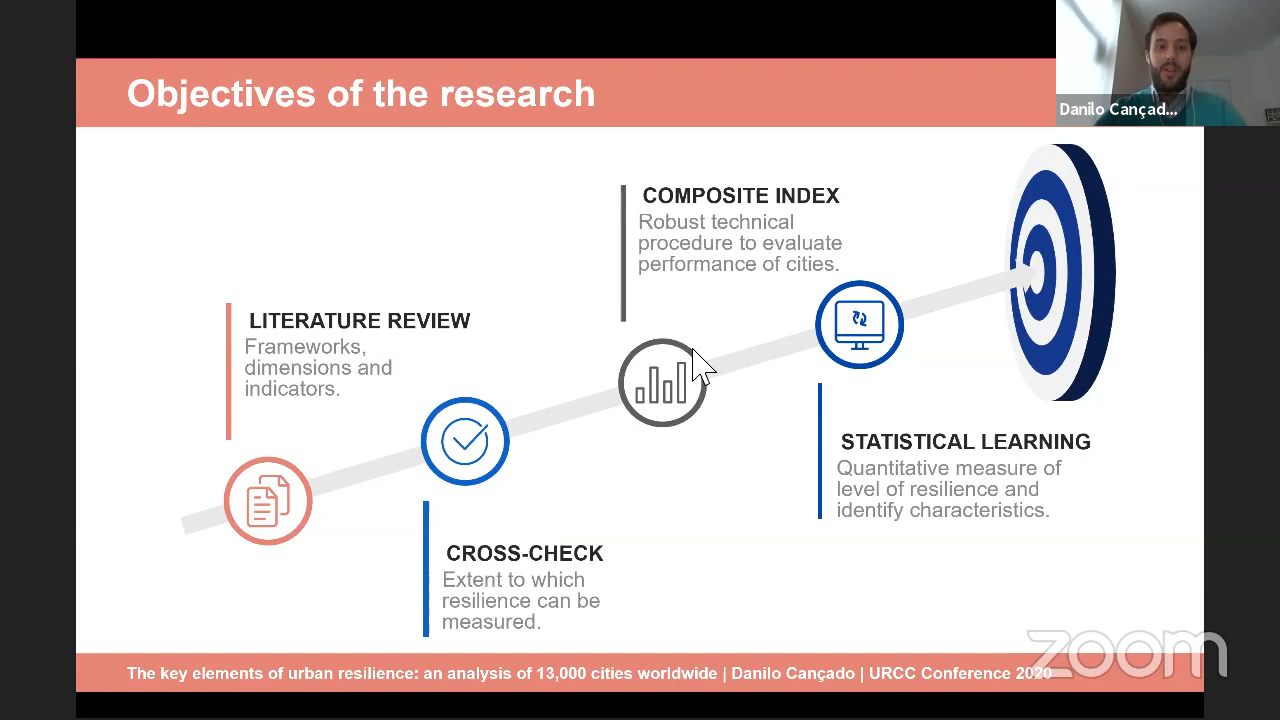 Objectives of the research
Danilo Cançad...
COMPOSITE INDEX
Robust technical
procedure to evaluate
performance of cities.
LITERATURE REVIEW
Frameworks,
dimensions and
indicators.
STATISTICAL LEARNING
Quantitative measure of
level of resilience and
identify characteristics.
CROSS-CHECK
Extent to which
resilience can be
measured.
zoom
The key elements of urban resilience: an analysis of 13,000 cities worldwide | Danilo Cançado | URCC Conference 2020